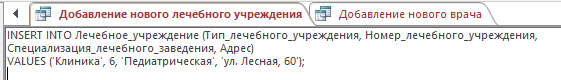 Добавление нового лечебного учреждения Добавление нового врача
INSERT INTO Лечебное_учреждение (Тип_лечебного_учреждения, Номер_лечебного_учреждения,
Специализация_лечебного_заведения, Адрес)
VALUES ('Клиника', 6, 'Педиатрическая', 'ул. Лесная, 60');